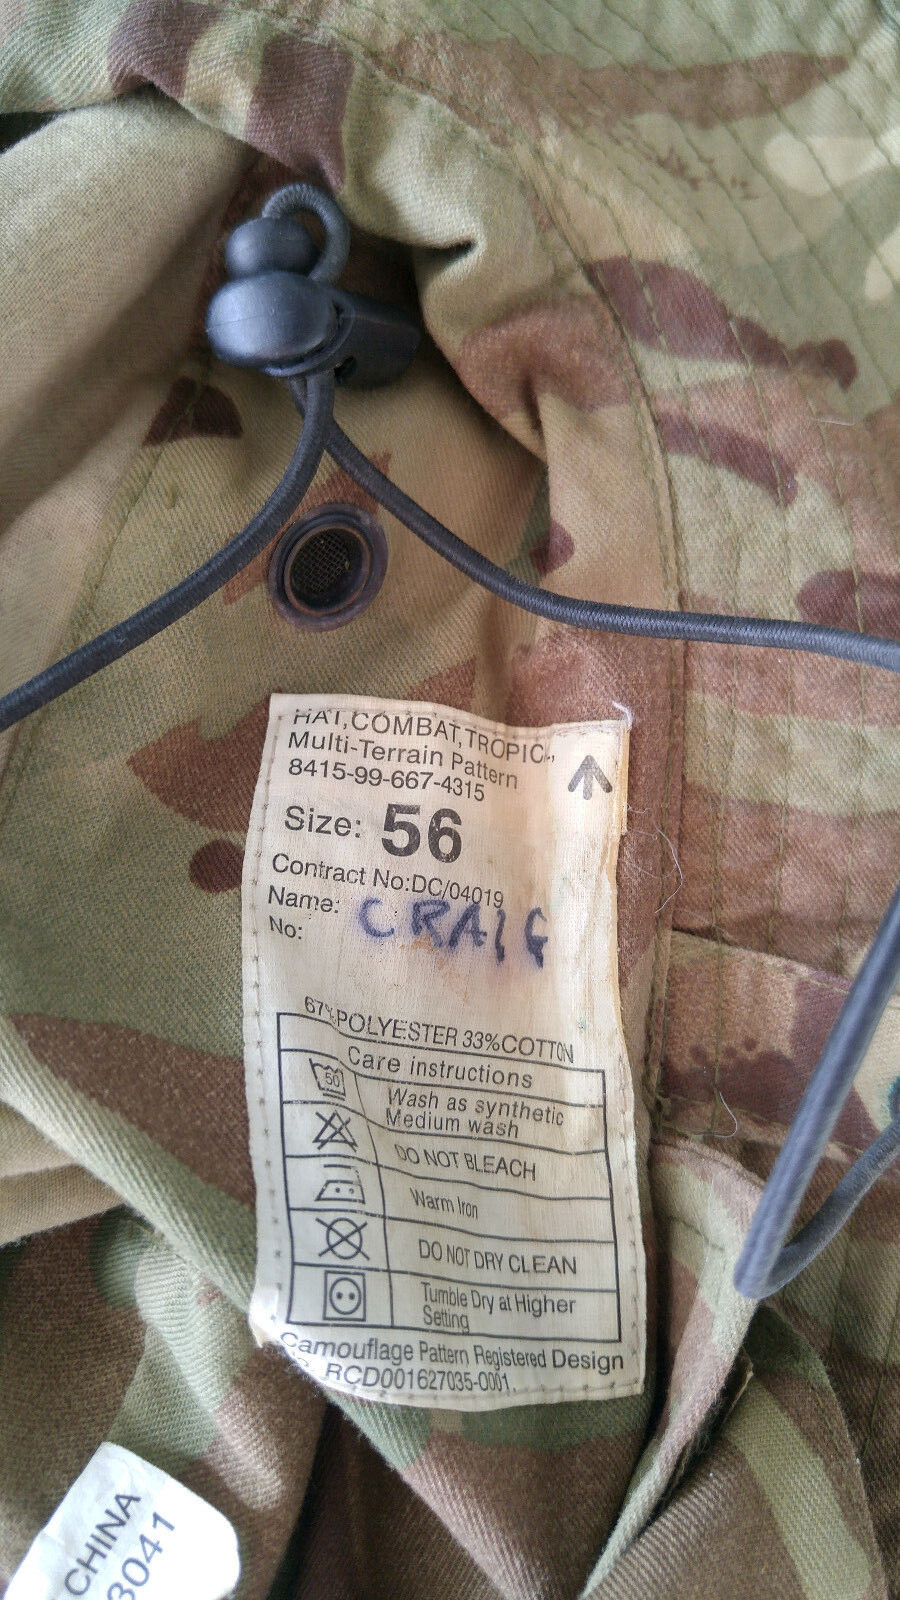 HAT,COMBAT,TROPIC-,
Multi-Terrain Pattern
8415-99-667-4315
Size: 56
Contract No:DC/04019
Name: CRAIG
No:
67%POLYESTER 33%COTTON
Care instructions
50
Wash as synthetic
Medium wash
DO NOT BLEACH
Warm Iron
DO NOT DRY CLEAN
Tumble Dry at Higher
Setting
Camouflage Pattern Registered Design
RCD001627035-0001.
CHINA
3041